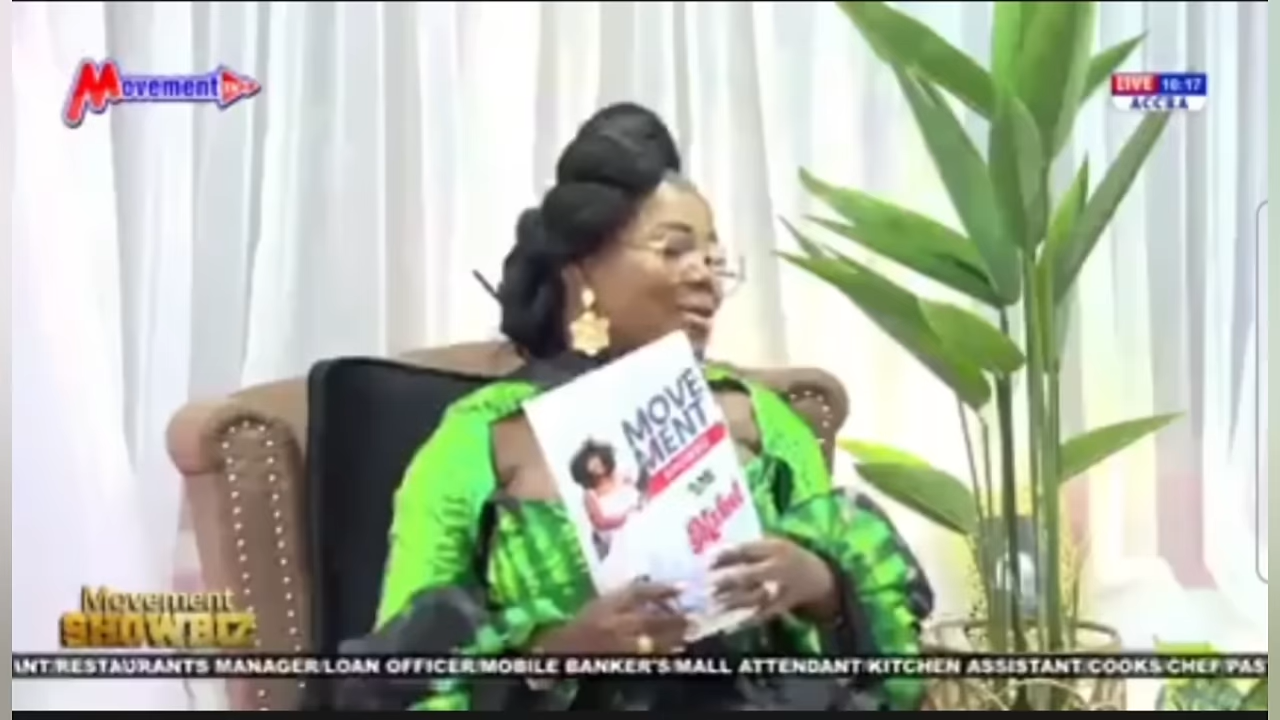 Movement
LIVE 10:17
ACCRA
MOVE
MENT
Movement
SHOWBIZ
ANT/RESTAURANTS MANAGER/LOAN OFFICER/MOBILE BANKER'S/MALL ATTENDANT/KITCHEN ASSISTANT/COOKS/CHEF/PAS